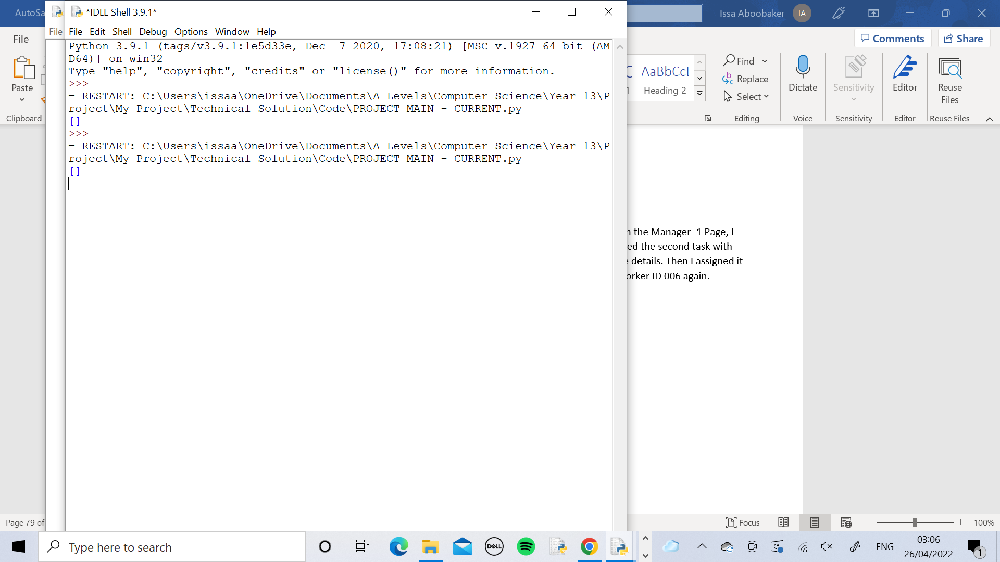 AutoSa
*IDLE Shell 3.9.1*
Issa Aboobaker IA
File
File
File Edit Shell Debug Options Window Help
Comments
Share
Python 3.9.1 (tags/v3.9.1:1e5d33e, Dec  7 2020, 17:08:21) [MSC v.1927 64 bit (AM
D64)] on win32
Type "help", "copyright", "credits" or "license()" for more information.
>>>
= RESTART: C:\Users\issaa\OneDrive\Documents\A Levels\Computer Science\Year 13\P
roject\My Project\Technical Solution\Code\PROJECT MAIN - CURRENT.py
[]
>>>
= RESTART: C:\Users\issaa\OneDrive\Documents\A Levels\Computer Science\Year 13\P
roject\My Project\Technical Solution\Code\PROJECT MAIN - CURRENT.py
[]
Paste
Clipboard
AaBbCcI
1 Heading 2
Find
Replace
Select
Editing
Dictate
Voice
Sensitivity
Sensitivity
Editor
Editor
Reuse
Files
Reuse Files
n the Manager_1 Page, I
ed the second task with
e details. Then I assigned it
orker ID 006 again.
Page 79 of
Focus
100%
Type here to search
DELL
ENG
03:06
26/04/2022
1